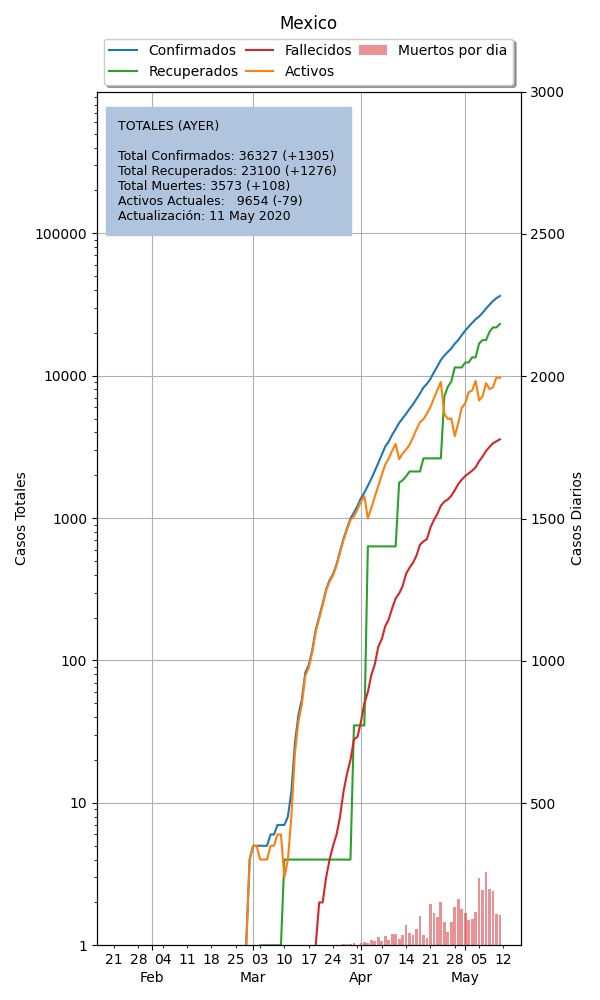 Mexico
Confirmados Fallecidos Muertos por dia
Recuperados Activos
TOTALES (AYER)
Total Confirmados: 36327 (+1305)
Total Recuperados: 23100 (+1276)
Total Muertes: 3573 (+108)
Activos Actuales: 9654 (-79)
Actualización: 11 May 2020
Casos Totales
100000
10000
1000
100
10
1
3000
2500
2000
1500
1000
500
Casos Diarios
21 28 04 11 18 25 03 10 17 24 31 07 14 21 28 05 12
Feb Mar Apr May